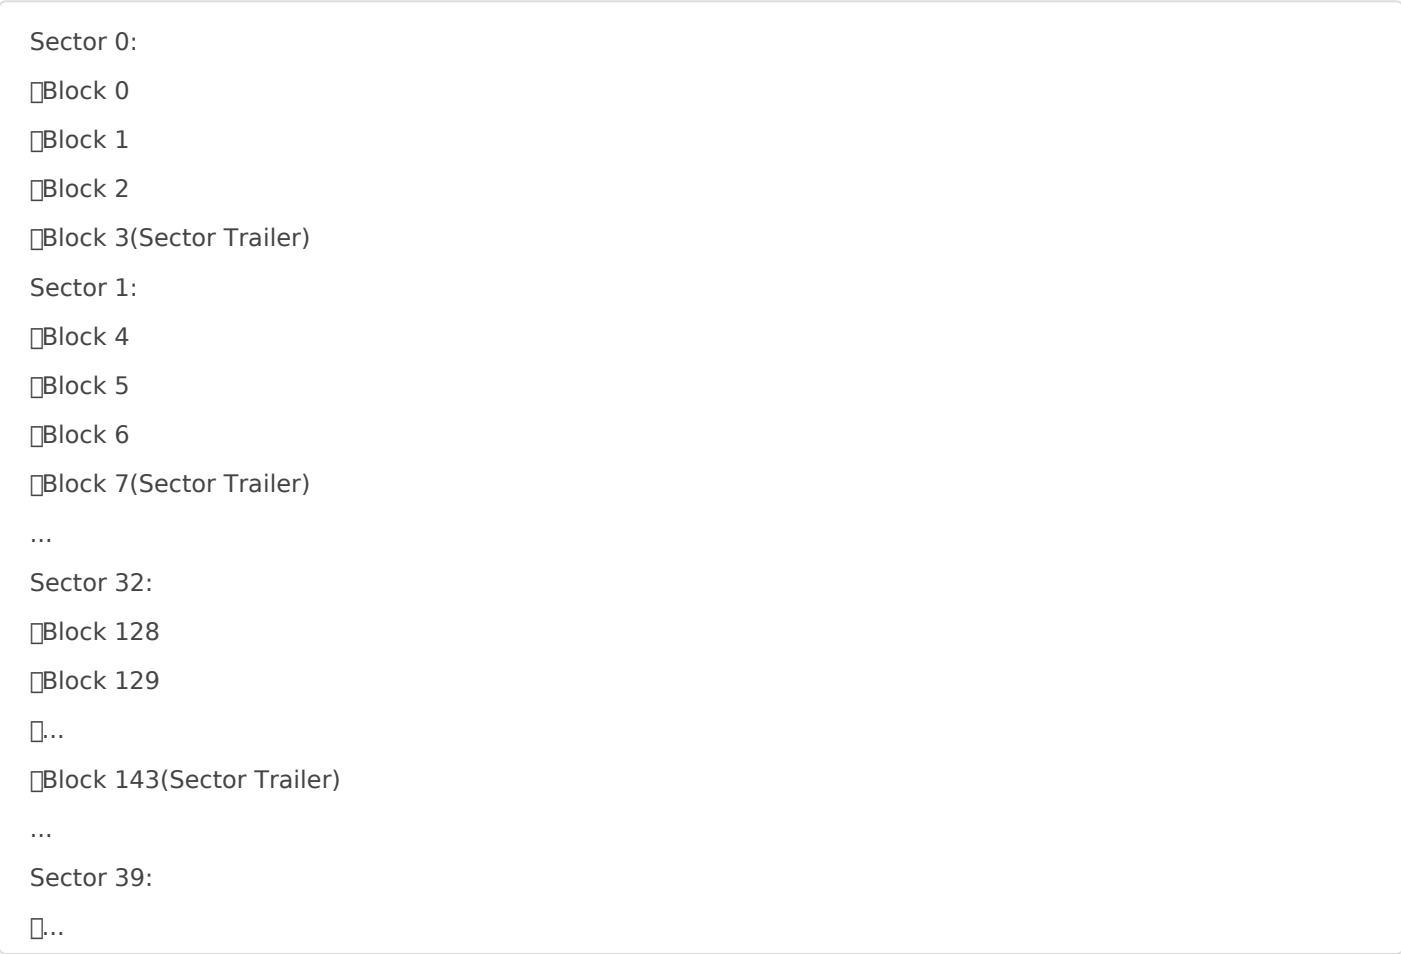 Sector 0:
Block 0
Block 1
Block 2
Block 3(Sector Trailer)
Sector 1:
Block 4
Block 5
Block 6
Block 7(Sector Trailer)
...
Sector 32:
Block 128
Block 129
...
Block 143(Sector Trailer)
...
Sector 39:
...